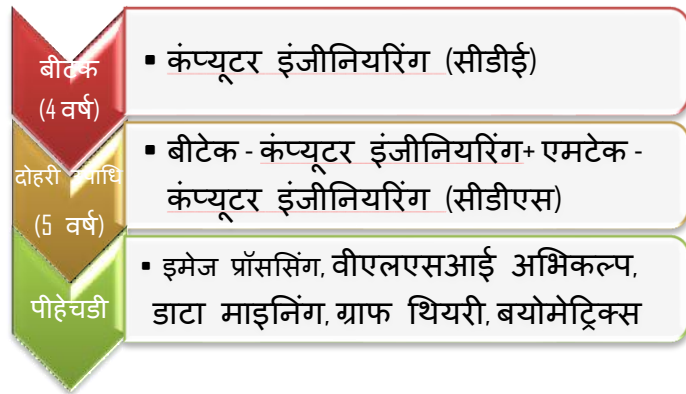 बीटेक
(4 वर्ष)
▪ कंप्यूटर इंजीनियरिंग (सीडीई)
दोहरी उपाधि
(5 वर्ष)
▪ बीटेक - कंप्यूटर इंजीनियरिंग+ एमटेक -
कंप्यूटर इंजीनियरिंग (सीडीएस)
पीहेचडी
▪ इमेज प्रॉससिंग, वीएलएसआई अभिकल्प,
डाटा माइनिंग, ग्राफ थियरी, बयोमेट्रिक्स